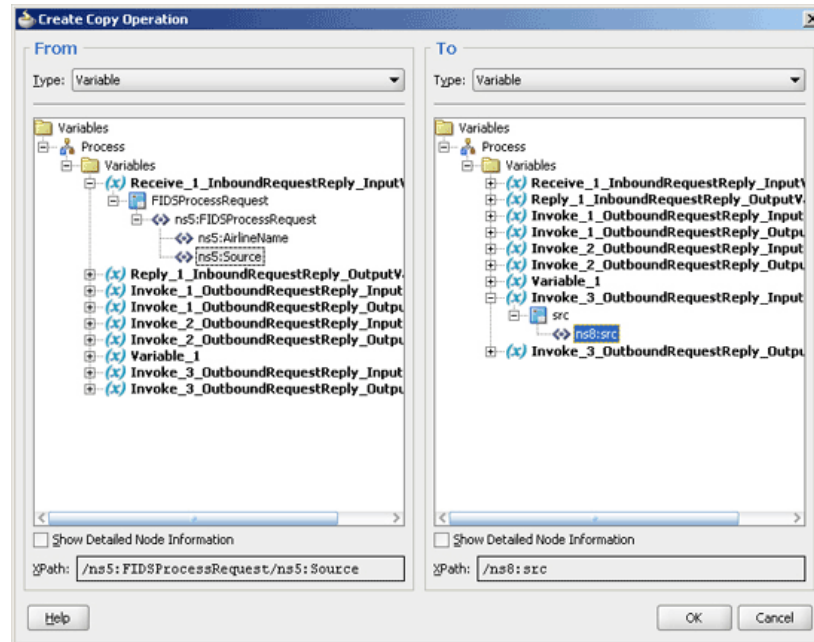 Create Copy Operation
From
Type: Variable
Variables
Process
Variables
(x) Receive_1_InboundRequestReply_InputV
FIDSProcessRequest
ns5:FIDSProcessRequest
ns5:AirlineName
ns5:Source
(x) Reply_1_InboundRequestReply_OutputV
(x) Invoke_1_OutboundRequestReply_Input
(x) Invoke_1_OutboundRequestReply_Outpu
(x) Invoke_2_OutboundRequestReply_Input
(x) Invoke_2_OutboundRequestReply_Outpu
(x) Variable_1
(x) Invoke_3_OutboundRequestReply_Input
(x) Invoke_3_OutboundRequestReply_Outpu
Show Detailed Node Information
XPath: /ns5:FIDSProcessRequest/ns5:Source
To
Type: Variable
Variables
Process
Variables
(x) Receive_1_InboundRequestReply_InputV
(x) Reply_1_InboundRequestReply_OutputV
(x) Invoke_1_OutboundRequestReply_Input
(x) Invoke_1_OutboundRequestReply_Outpu
(x) Invoke_2_OutboundRequestReply_Input
(x) Invoke_2_OutboundRequestReply_Outpu
(x) Variable_1
(x) Invoke_3_OutboundRequestReply_Input
src
ns8:src
(x) Invoke_3_OutboundRequestReply_Outpu
Show Detailed Node Information
XPath: /ns8:src
Help
OK
Cancel